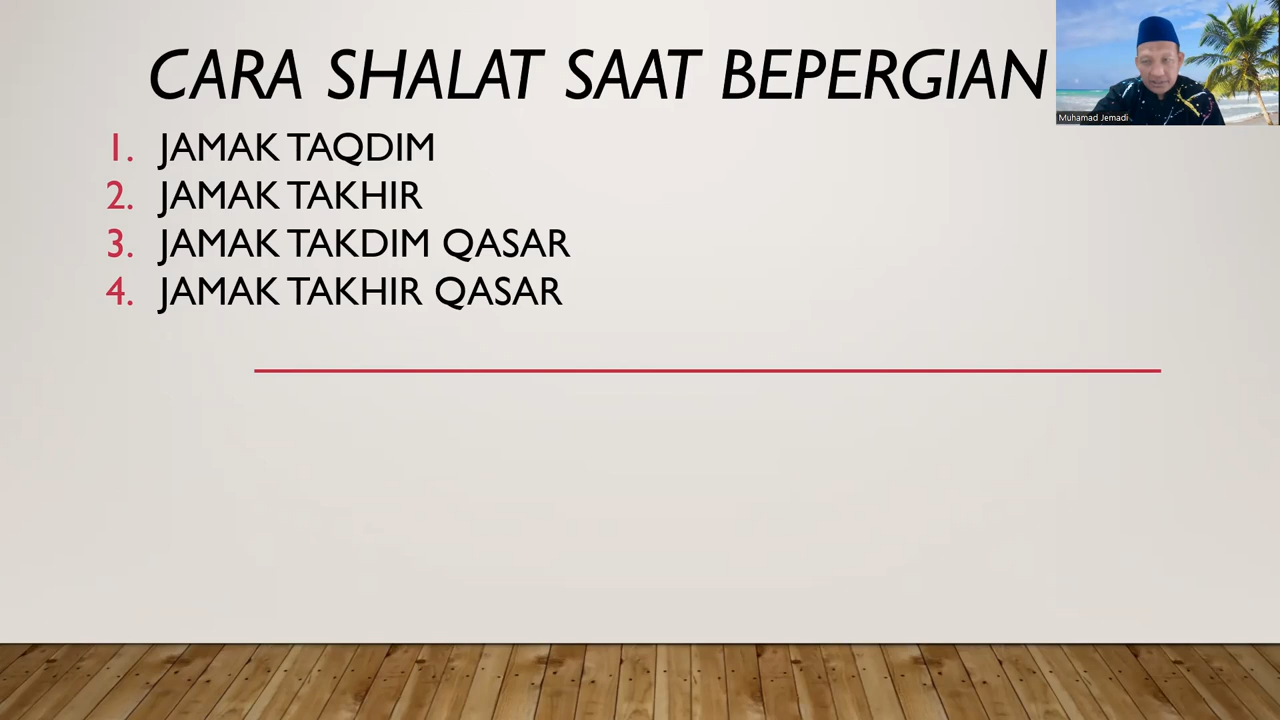 CARA SHALAT SAAT BEPERGIAN
1. JAMAK TAQDIM
2. JAMAK TAKHIR
3. JAMAK TAKDIM QASAR
4. JAMAK TAKHIR QASAR
Muhamad Jemadi